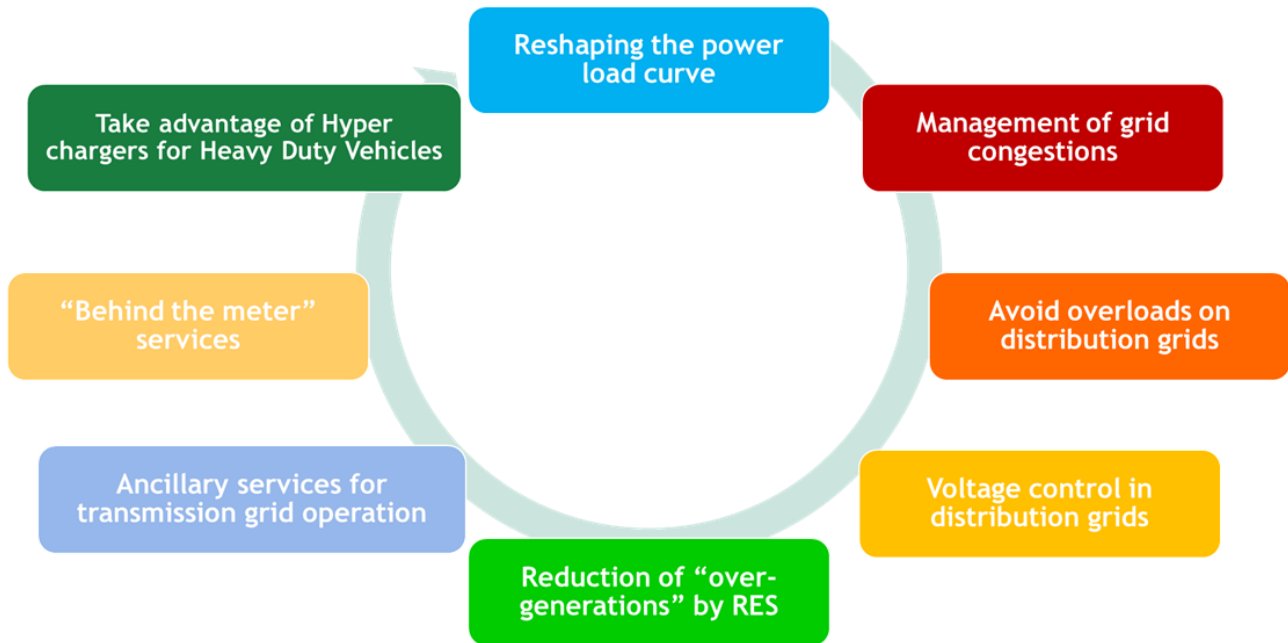 Reshaping the power
load curve
Management of grid
congestions
Avoid overloads on
distribution grids
Voltage control in
distribution grids
Reduction of “over-
generations” by RES
Ancillary services for
transmission grid operation
“Behind the meter”
services
Take advantage of Hyper
chargers for Heavy Duty Vehicles